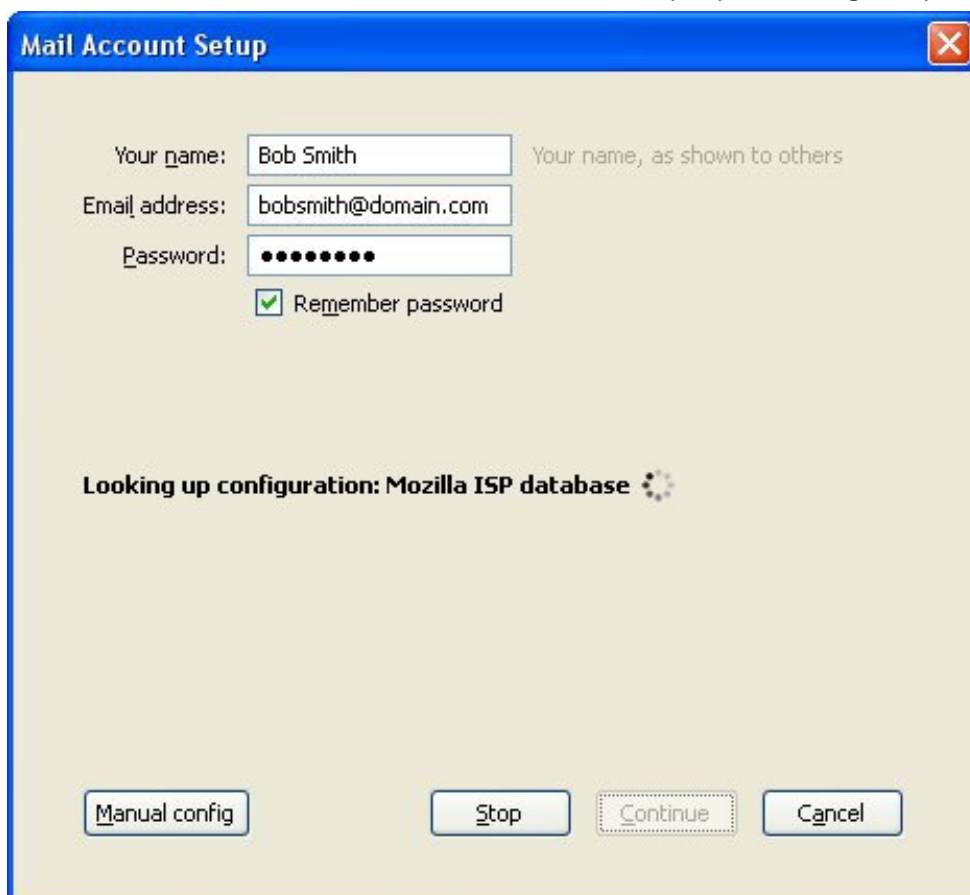 Mail Account Setup
Your name: Bob Smith Your name, as shown to others
Email address: bobsmith@domain.com
Password: ••••••••
Remember password
Looking up configuration: Mozilla ISP database
Manual config Stop Continue Cancel